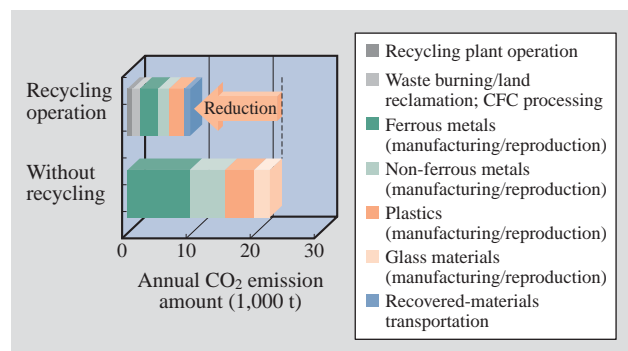 Recycling
operation
Reduction
Without
recycling
0 10 20 30
Annual CO₂ emission
amount (1,000 t)
Recycling plant operation
Waste burning/land
reclamation; CFC processing
Ferrous metals
(manufacturing/reproduction)
Non-ferrous metals
(manufacturing/reproduction)
Plastics
(manufacturing/reproduction)
Glass materials
(manufacturing/reproduction)
Recovered-materials
transportation